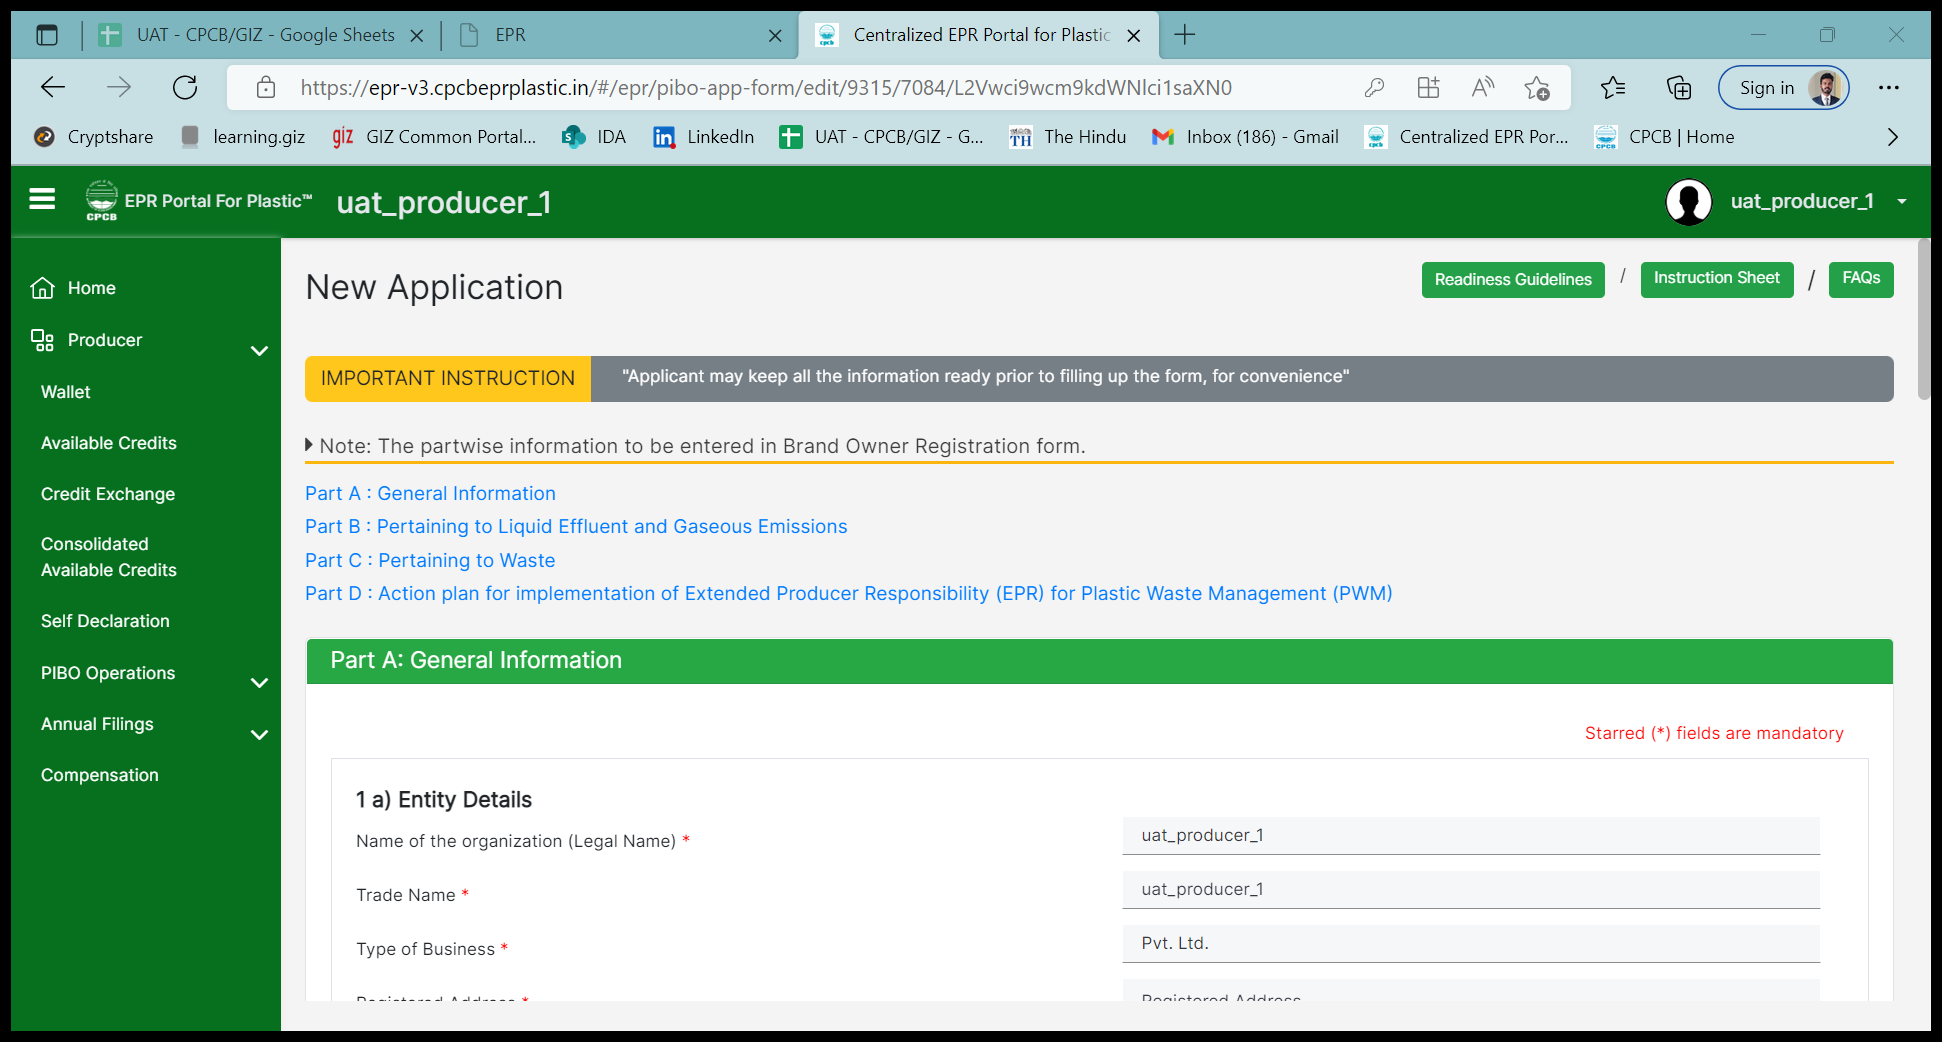 UAT - CPCB/GIZ - Google Sheets
EPR
Centralized EPR Portal for Plastic
https://epr-v3.cpcbeprplastic.in/#/epr/pibo-app-form/edit/9315/7084/L2Vwci9wcm9kdWNlci1saXN0
Sign in
Cryptshare
learning.giz
giz GIZ Common Portal...
IDA
LinkedIn
UAT - CPCB/GIZ - G...
TH The Hindu
Inbox (186) - Gmail
Centralized EPR Por...
CPCB | Home
CPCB EPR Portal For Plastic™
uat_producer_1
uat_producer_1
Home
Producer
Wallet
Available Credits
Credit Exchange
Consolidated
Available Credits
Self Declaration
PIBO Operations
Annual Filings
Compensation
New Application
Readiness Guidelines / Instruction Sheet / FAQs
IMPORTANT INSTRUCTION "Applicant may keep all the information ready prior to filling up the form, for convenience"
Note: The partwise information to be entered in Brand Owner Registration form.
Part A : General Information
Part B : Pertaining to Liquid Effluent and Gaseous Emissions
Part C : Pertaining to Waste
Part D : Action plan for implementation of Extended Producer Responsibility (EPR) for Plastic Waste Management (PWM)
Part A: General Information
Starred (*) fields are mandatory
1 a) Entity Details
Name of the organization (Legal Name) * uat_producer_1
Trade Name * uat_producer_1
Type of Business * Pvt. Ltd.
Registered Address * Registered Address